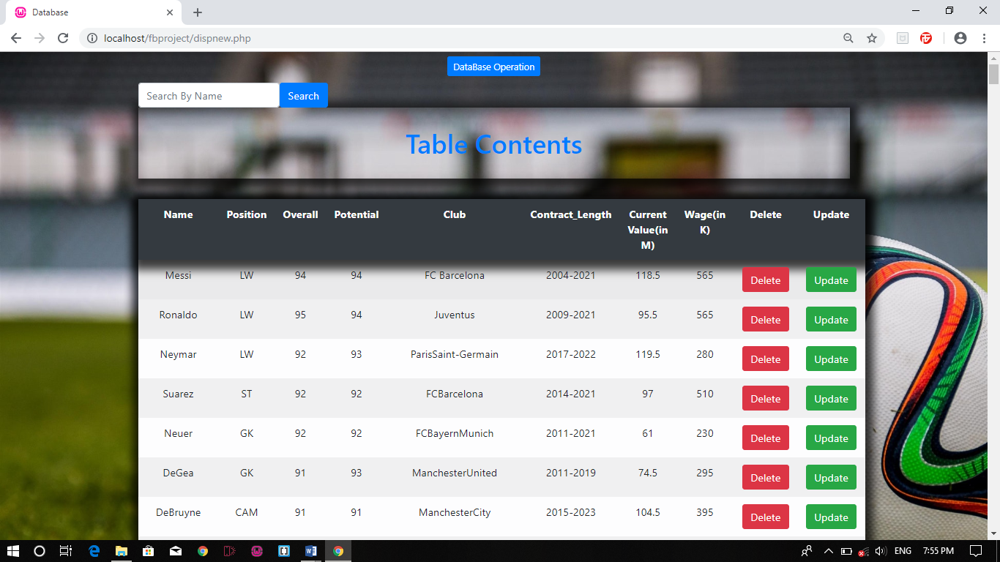 Database
localhost/fbproject/dispnew.php
DataBase Operation
Search By Name Search
Table Contents
Name Position Overall Potential Club Contract_Length Current Value(in M) Wage(in K) Delete Update
Messi LW 94 94 FC Barcelona 2004-2021 118.5 565 Delete Update
Ronaldo LW 95 94 Juventus 2009-2021 95.5 565 Delete Update
Neymar LW 92 93 ParisSaint-Germain 2017-2022 119.5 280 Delete Update
Suarez ST 92 92 FCBarcelona 2014-2021 97 510 Delete Update
Neuer GK 92 92 FCBayernMunich 2011-2021 61 230 Delete Update
DeGea GK 91 93 ManchesterUnited 2011-2019 74.5 295 Delete Update
DeBruyne CAM 91 91 ManchesterCity 2015-2023 104.5 395 Delete Update
ENG 7:55 PM